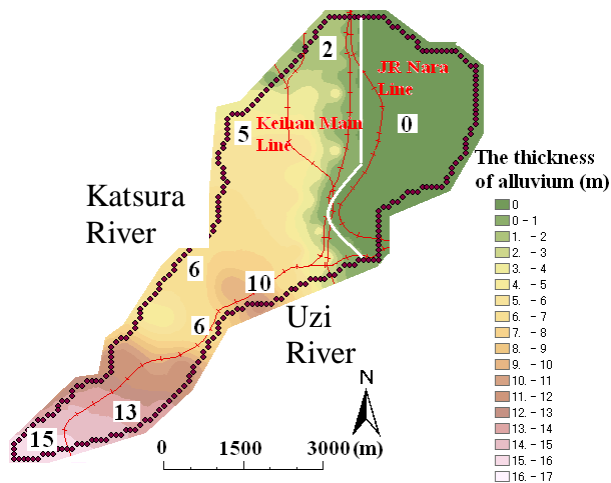 2
JR Nara
Line
5
Keihan Main
Line
0
The thickness
of alluvium (m)
Katsura
River
6
10
6
Uzi
River
13
15
N
0 1500 3000 (m)
0
0 - 1
1. - 2
2. - 3
3. - 4
4. - 5
5. - 6
6. - 7
7. - 8
8. - 9
9. - 10
10. - 11
11. - 12
12. - 13
13. - 14
14. - 15
15. - 16
16. - 17